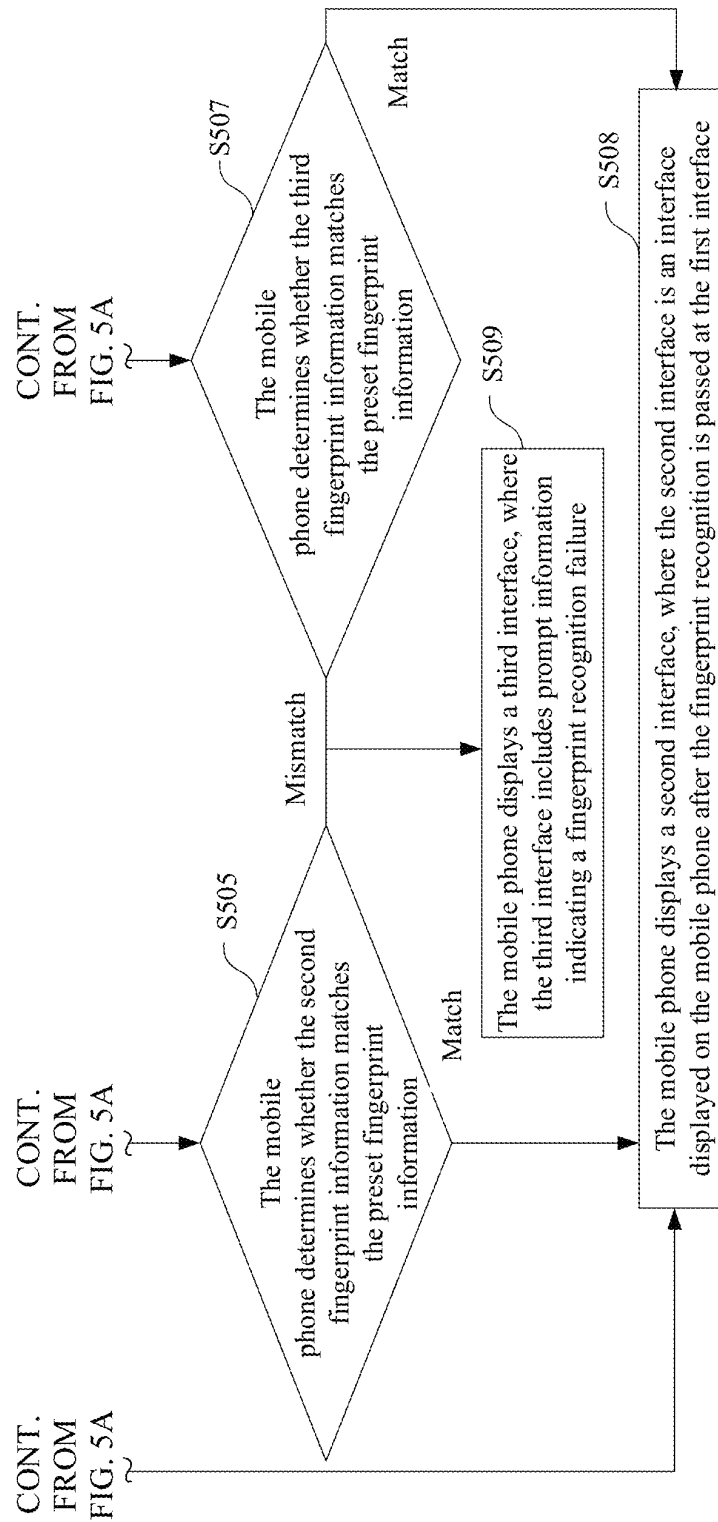 CONT.
FROM
FIG. 5A
CONT.
FROM
FIG. 5A
CONT.
FROM
FIG. 5A
S505
The mobile
phone determines whether the second
fingerprint information matches
the preset fingerprint
information
Mismatch
S507
The mobile
phone determines whether the third
fingerprint information matches
the preset fingerprint
information
Match
Match
S509
The mobile phone displays a third interface, where
the third interface includes prompt information
indicating a fingerprint recognition failure
S508
The mobile phone displays a second interface, where the second interface is an interface
displayed on the mobile phone after the fingerprint recognition is passed at the first interface